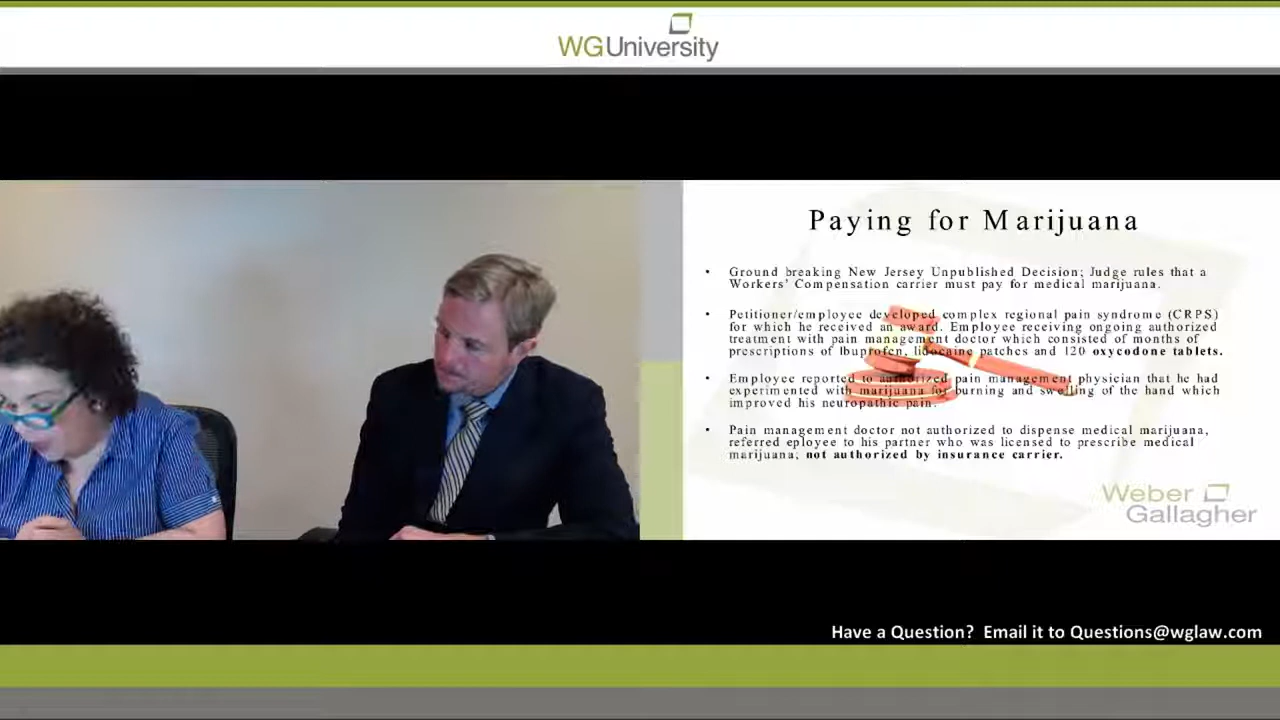 WGUniversity
Paying for Marijuana
• Ground breaking New Jersey Unpublished Decision; Judge rules that a
Workers' Compensation carrier must pay for medical marijuana.
• Petitioner/employee developed complex regional pain syndrome (CRPS)
for which he received an award. Employee receiving ongoing authorized
treatment with pain management doctor which consisted of months of
prescriptions of Ibuprofen, lidocaine patches and 120 oxycodone tablets.
• Employee reported to authorized pain management physician that he had
experimented with marijuana for burning and swelling of the hand which
improved his neuropathic pain.
• Pain management doctor not authorized to dispense medical marijuana,
referred eployee to his partner who was licensed to prescribe medical
marijuana; not authorized by insurance carrier.
Weber
Gallagher
Have a Question? Email it to Questions@wglaw.com